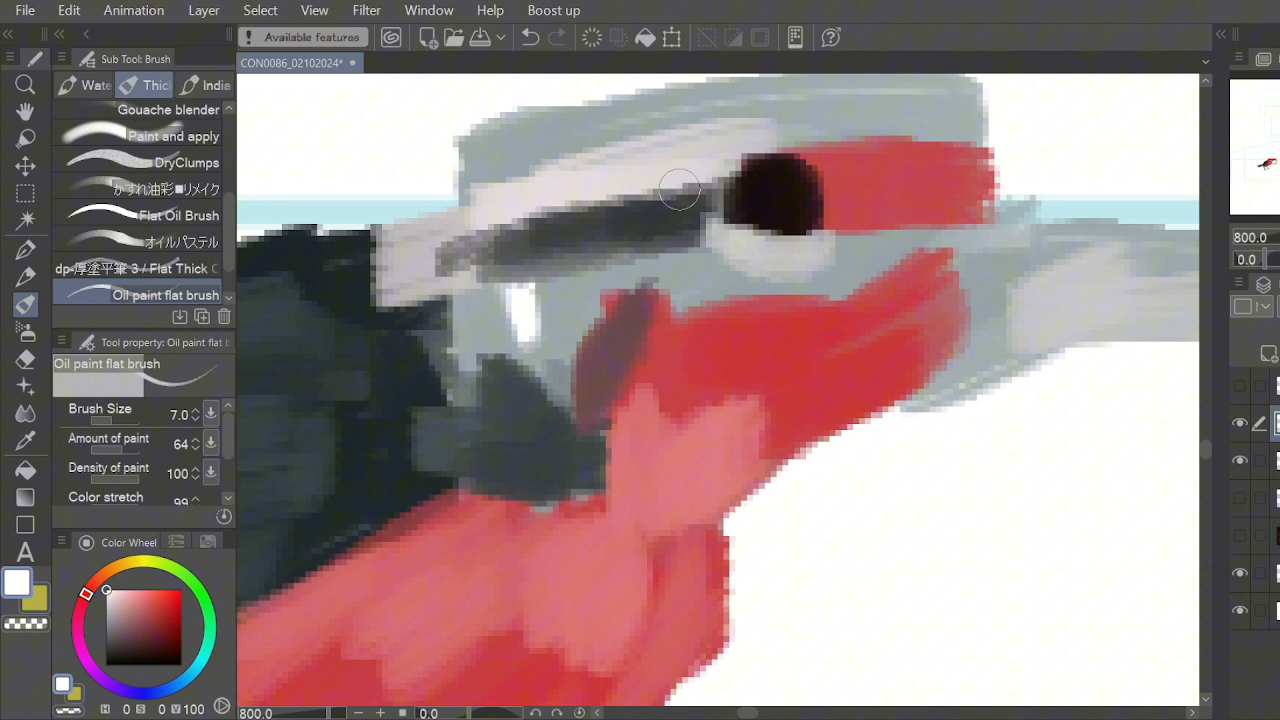 File Edit Animation Layer Select View Filter Window Help Boost up
! Available features
Sub Tool: Brush
CON0086_02102024*
Wate Thic India
Gouache blender
Paint and apply
DryClumps
かすれ油彩■リメイク
Flat Oil Brush
オイルパステル
dp-厚塗平筆 3 / Flat Thick C
Oil paint flat brush
Tool property: Oil paint flat b
Oil paint flat brush
Brush Size 7.0
Amount of paint 64
Density of paint 100
Color stretch 99
Color Wheel
A
H 0 S 0 V 100
800.0 0.0
800.0
0.0